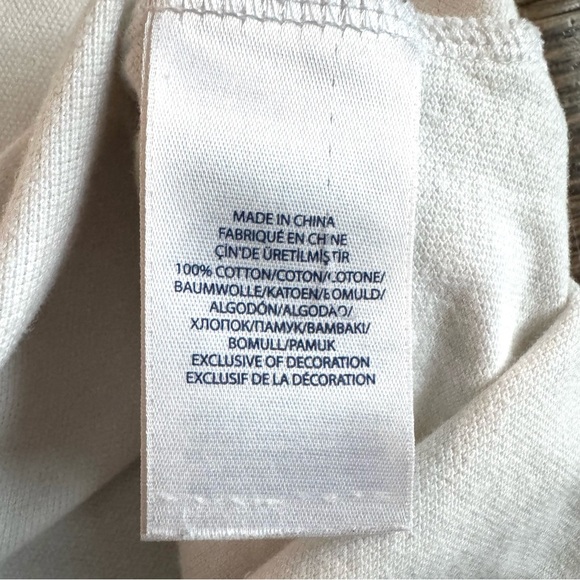 MADE IN CHINA
FABRIQUÉ EN CHINE
ÇİN'DE ÜRETİLMİŞTİR
100% COTTON/COTON/COTONE/
BAUMWOLLE/KATOEN/BOMULD/
ALGODÓN/ALGODAO/
ХЛОПОК/ПАМУК/BAMBAKI/
BOMULL/PAMUK
EXCLUSIVE OF DECORATION
EXCLUSIF DE LA DÉCORATION